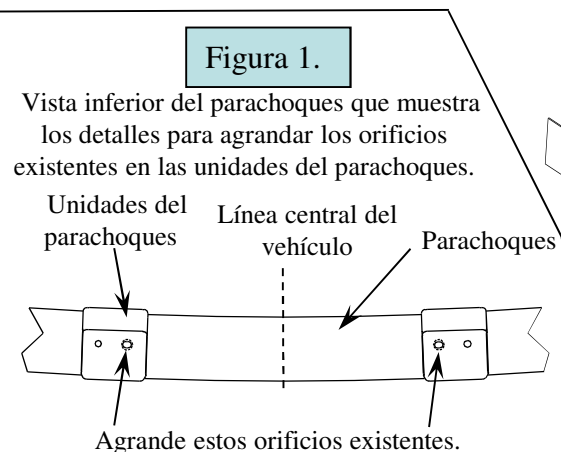 Figura 1.
Vista inferior del parachoques que muestra
los detalles para agrandar los orificios
existentes en las unidades del parachoques.
Unidades del
parachoques
Línea central del
vehículo
Parachoques
Agrande estos orificios existentes.